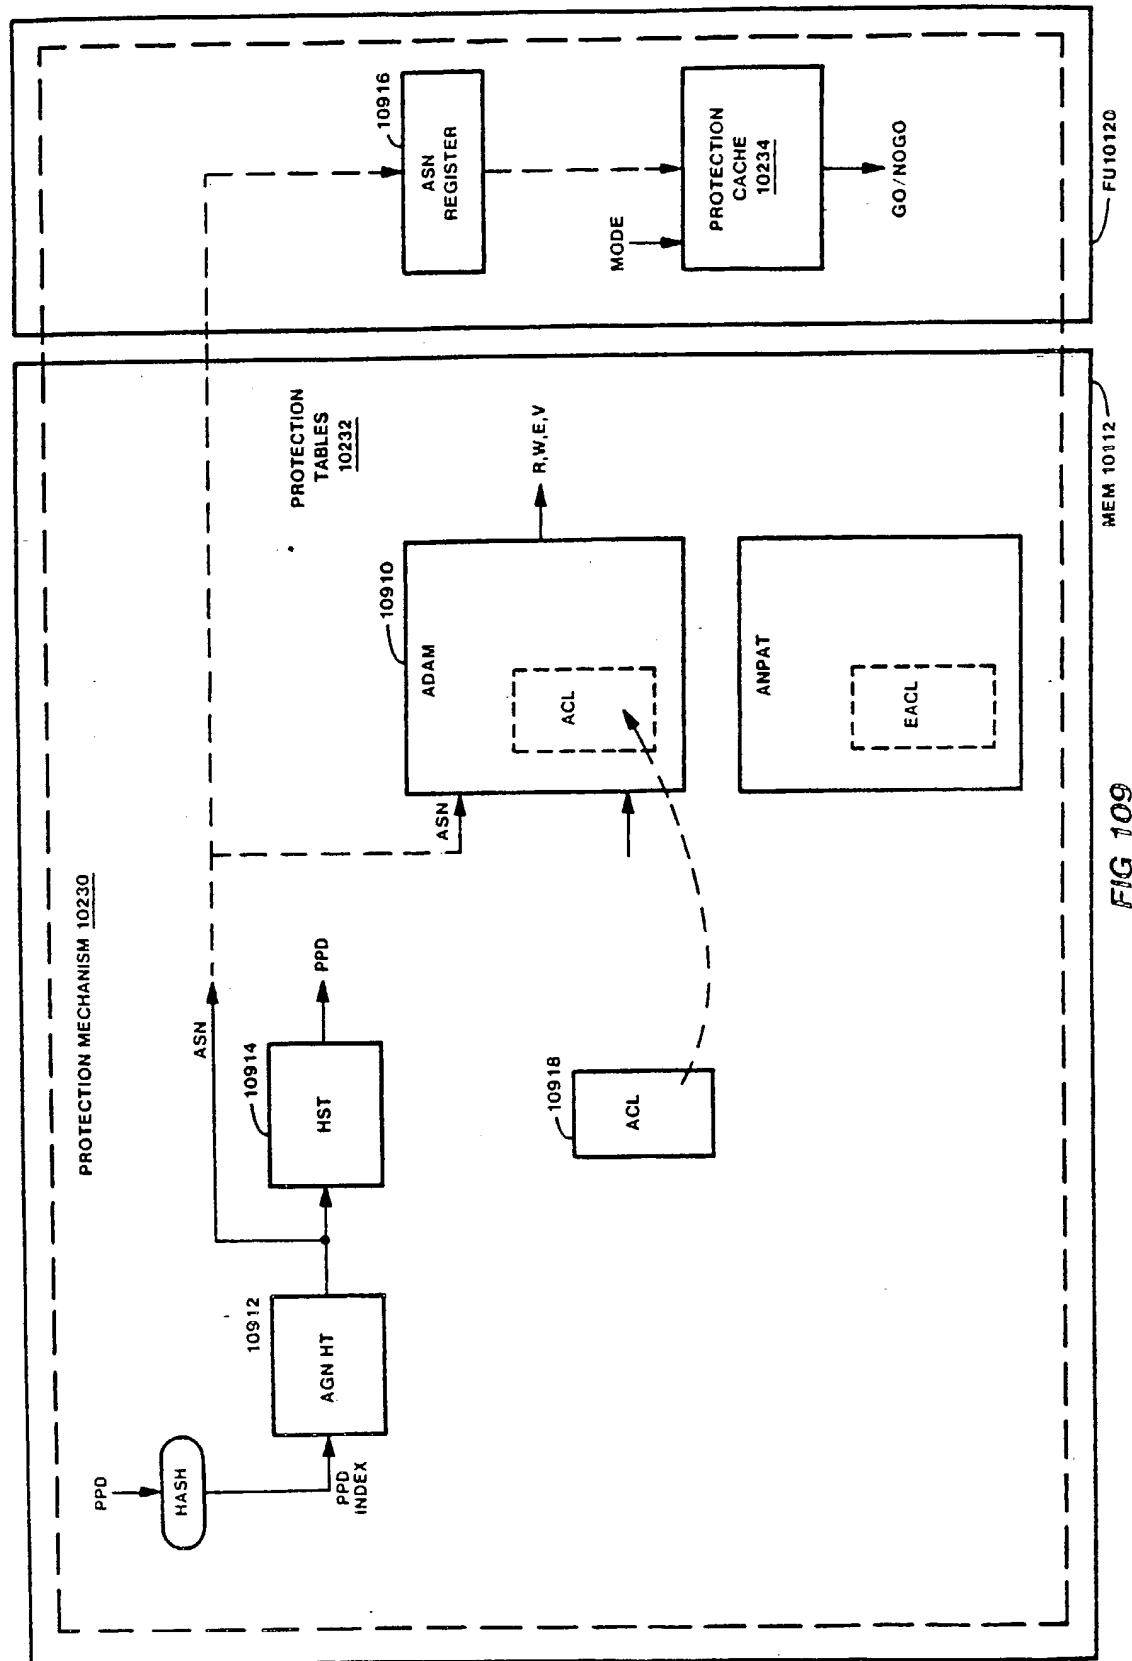 PROTECTION MECHANISM 10230
PPD
HASH
PPD
INDEX
AGN HT
10912
ASN
HST
10914
PPD
ACL
10918
PROTECTION
TABLES
10232
ASN
ADAM
10910
ACL
R,W,E,V
ANPAT
EACL
MEM 10112
ASN
REGISTER
10916
MODE
PROTECTION
CACHE
10234
GO/NOGO
FU10120
FIG 109